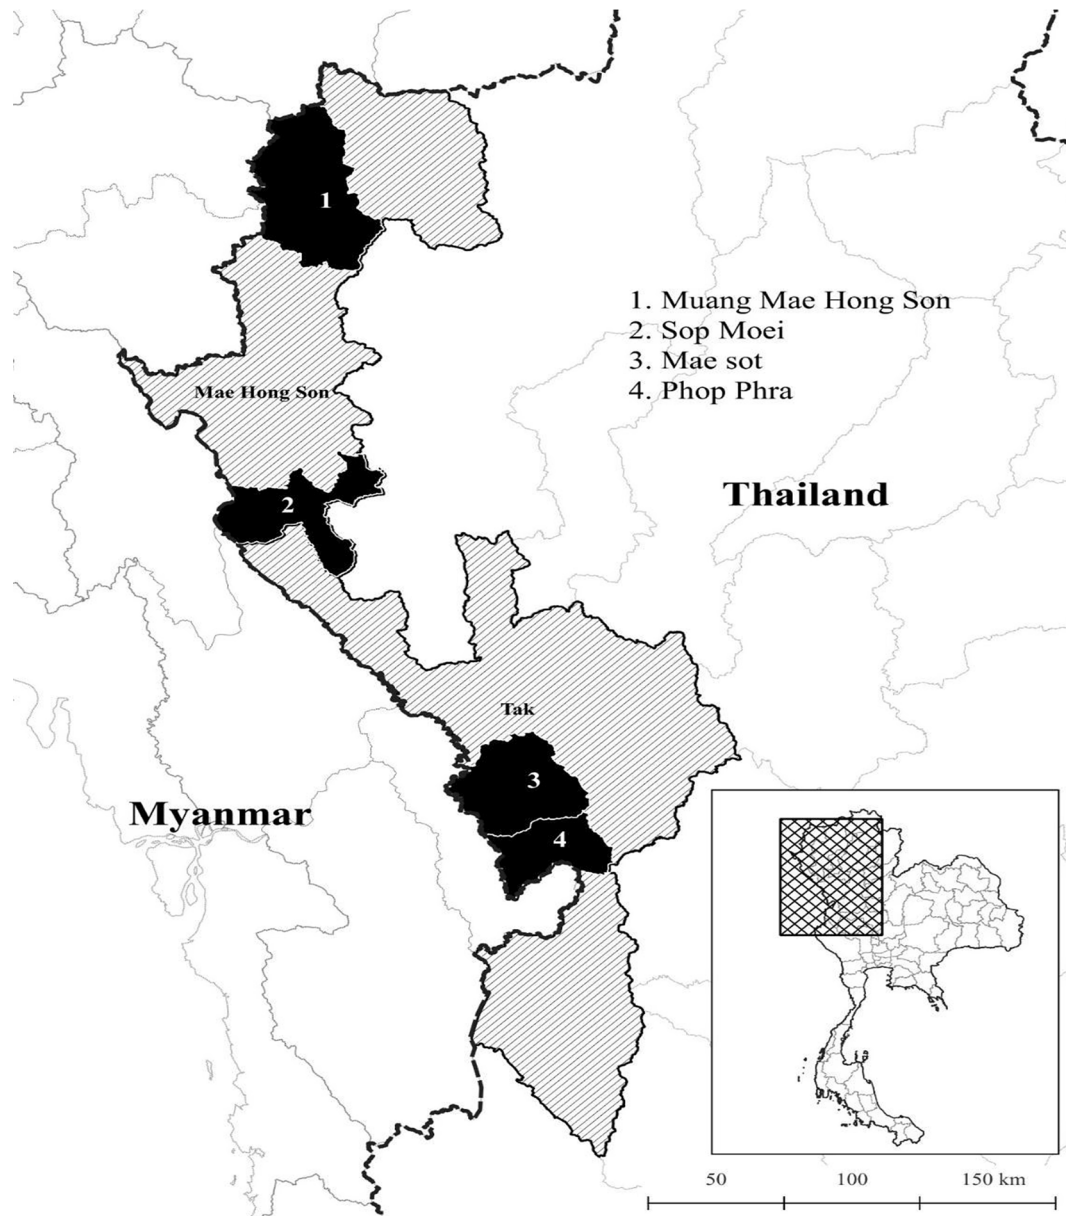 1
1. Muang Mae Hong Son
2. Sop Moei
3. Mae sot
4. Phop Phra
Mae Hong Son
Thailand
2
Tak
3
Myanmar
4
50 100 150 km